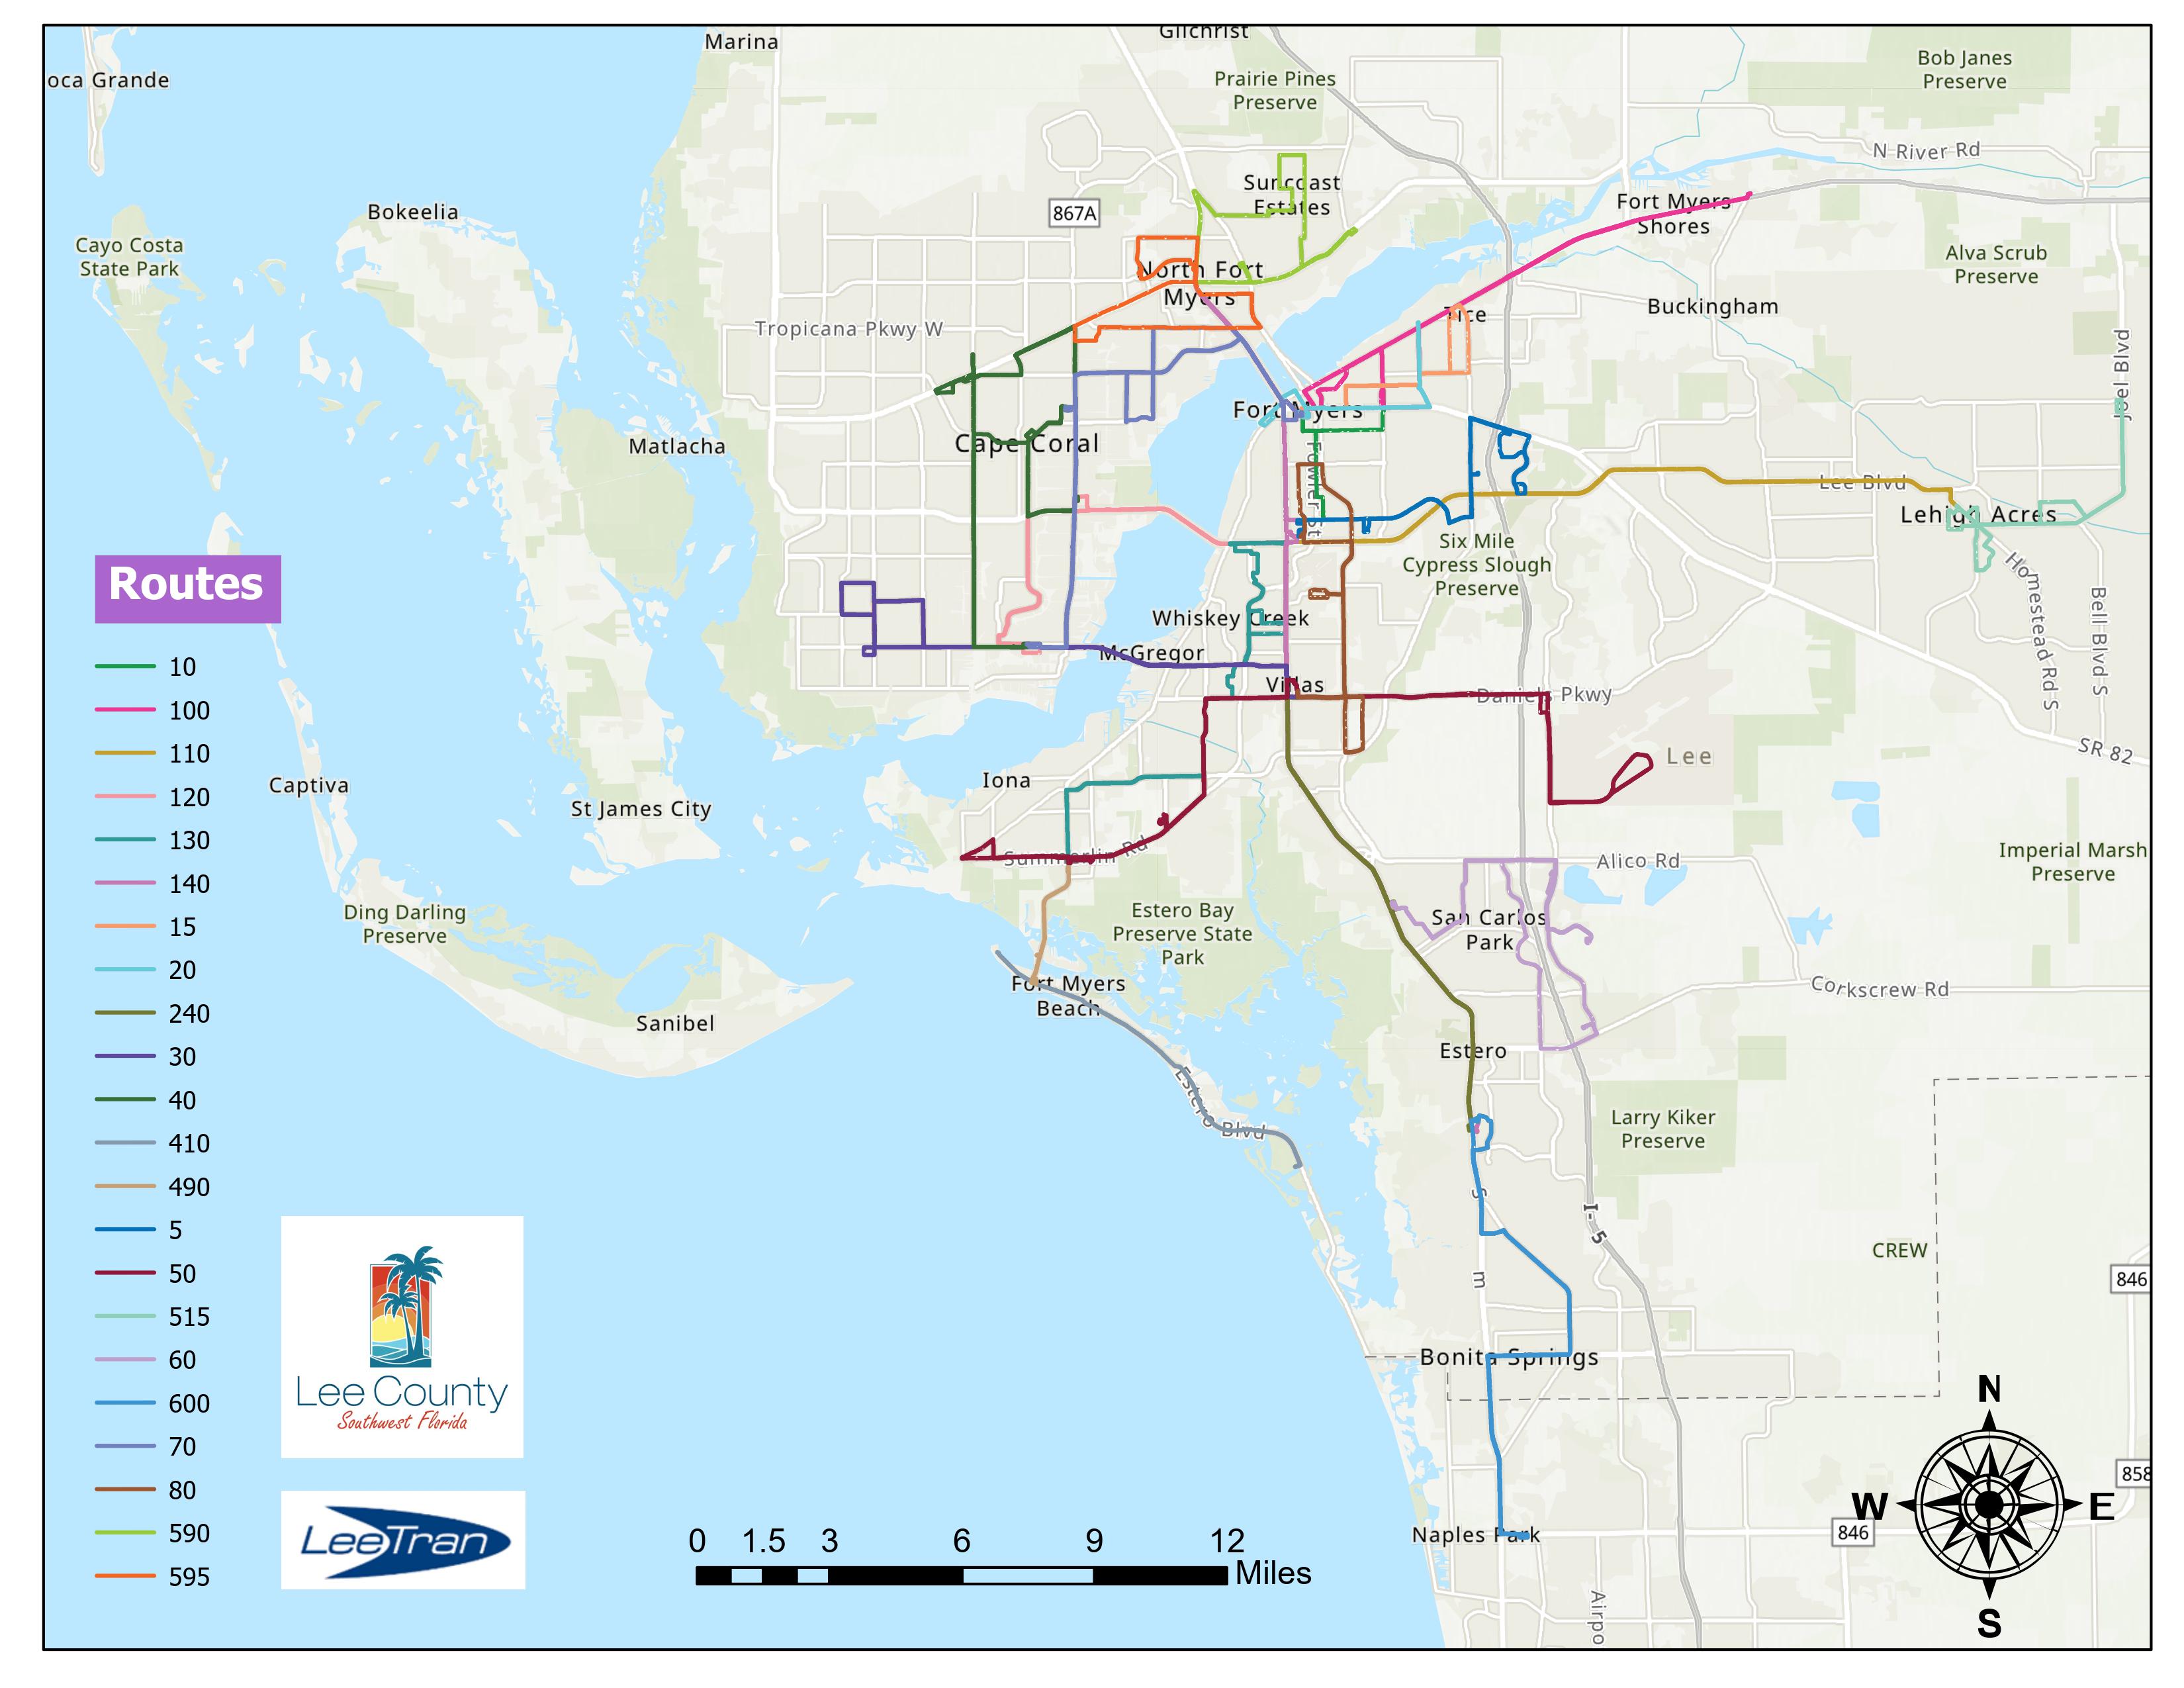 Gilchrist
Marina
oca Grande
Prairie Pines
Preserve
Bob Janes
Preserve
N River Rd
Suncoast
Estates
Fort Myers
Shores
867A
Bokeelia
Cayo Costa
State Park
Alva Scrub
Preserve
North Fort
Myers
Buckingham
Tice
Tropicana Pkwy W
Joel Blvd
Fort Myers
Matlacha
Cape Coral
Fowler St
Lee Blvd
Lehigh Acres
Six Mile
Cypress Slough
Preserve
Homestead Rd S
Bell Blvd S
Whiskey Creek
McGregor
Villas
Daniels Pkwy
SR 82
Lee
Iona
Captiva
St James City
Summerlin Rd
Alico Rd
Imperial Marsh
Preserve
Ding Darling
Preserve
Estero Bay
Preserve State
Park
San Carlos
Park
Fort Myers
Beach
Corkscrew Rd
Sanibel
Estero
Estero Blvd
Larry Kiker
Preserve
S
I-5
m
CREW
846
Bonita Springs
858
Naples Park
846
Airpo
Routes
10
100
110
120
130
140
15
20
240
30
40
410
490
5
50
515
60
600
70
80
590
595
Lee County
Southwest Florida
LeeTran
0 1.5 3 6 9 12
Miles
N
W E
S